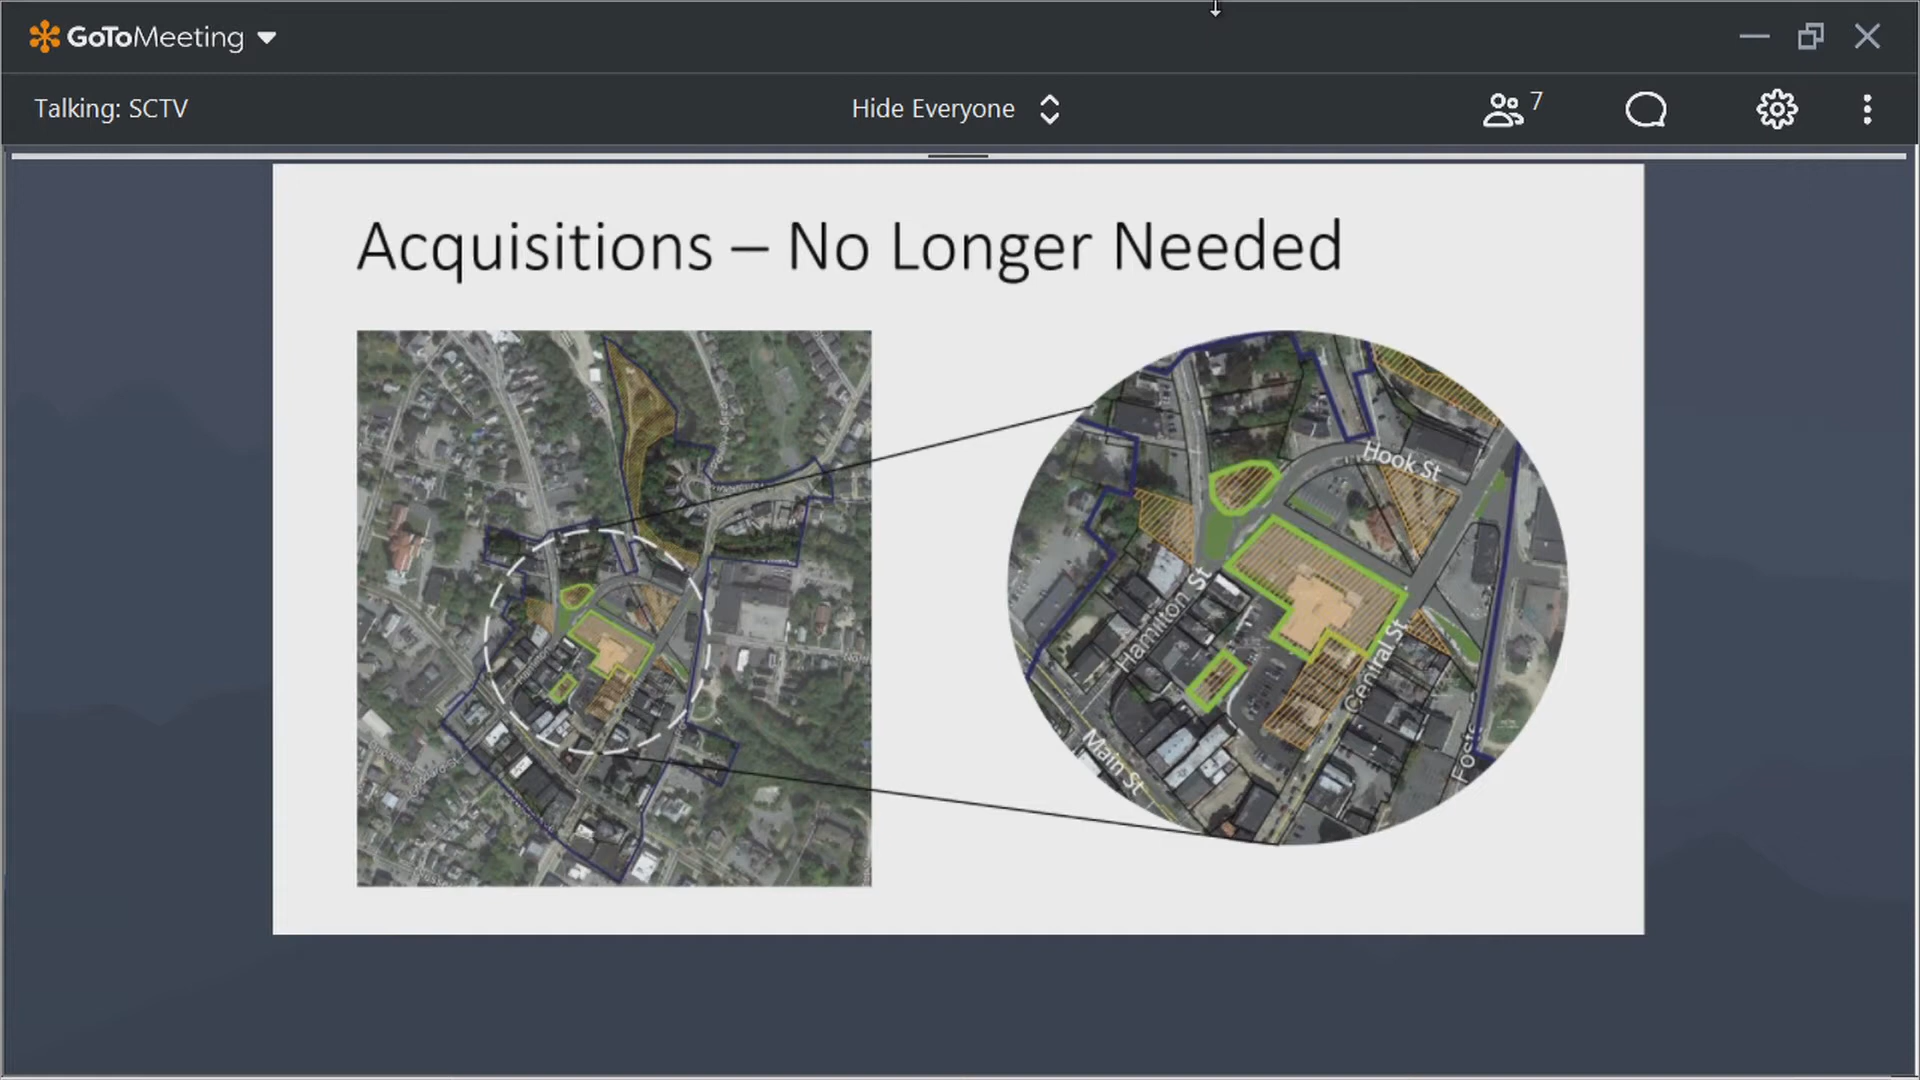 GoToMeeting
Talking: SCTV
Hide Everyone
7
Acquisitions – No Longer Needed
Hook St
Hamilton St
Central St
Main St
Foste